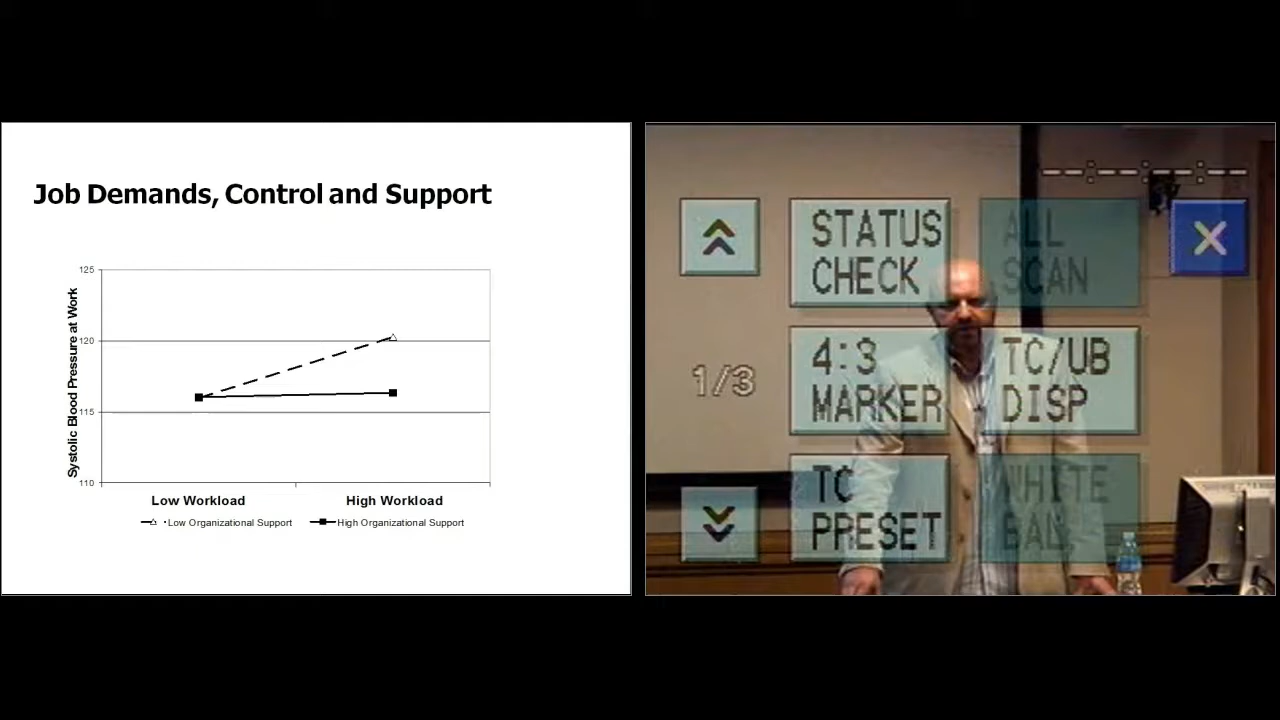 Job Demands, Control and Support
Systolic Blood Pressure at Work
125
120
115
110
Low Workload
High Workload
Low Organizational Support
High Organizational Support
STATUS
CHECK
ALL
SCAN
1/3
4:3
MARKER
TC/UB
DISP
TC
PRESET
WHITE
BAL.